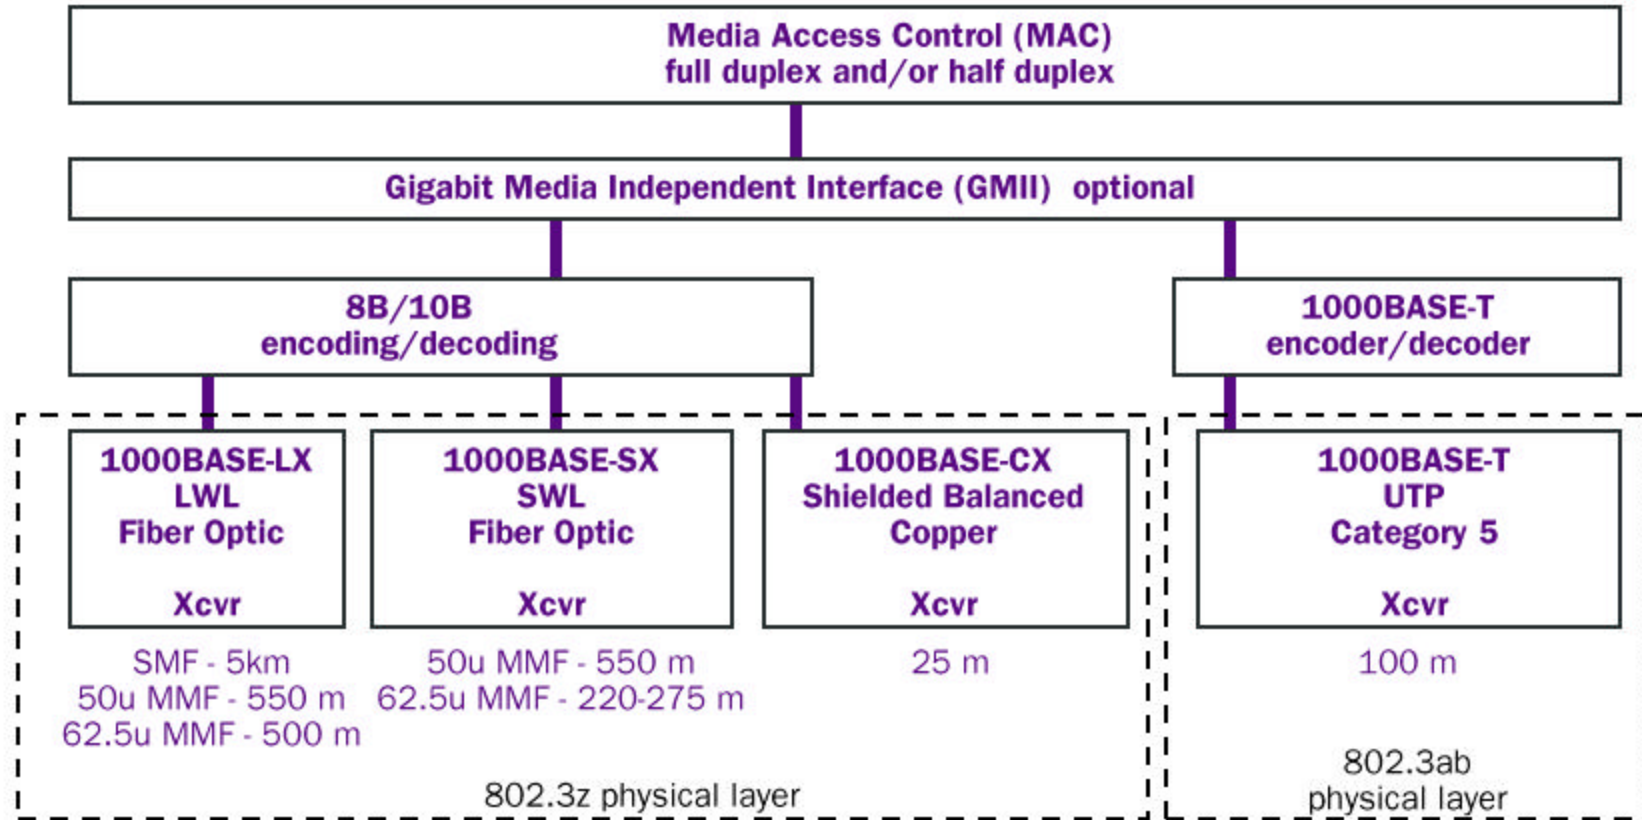 Media Access Control (MAC)
full duplex and/or half duplex
Gigabit Media Independent Interface (GMII)  optional
8B/10B
encoding/decoding
1000BASE-T
encoder/decoder
1000BASE-LX
LWL
Fiber Optic
Xcvr
SMF - 5km
50u MMF - 550 m
62.5u MMF - 500 m
1000BASE-SX
SWL
Fiber Optic
Xcvr
50u MMF - 550 m
62.5u MMF - 220-275 m
1000BASE-CX
Shielded Balanced
Copper
Xcvr
25 m
802.3z physical layer
1000BASE-T
UTP
Category 5
Xcvr
100 m
802.3ab
physical layer